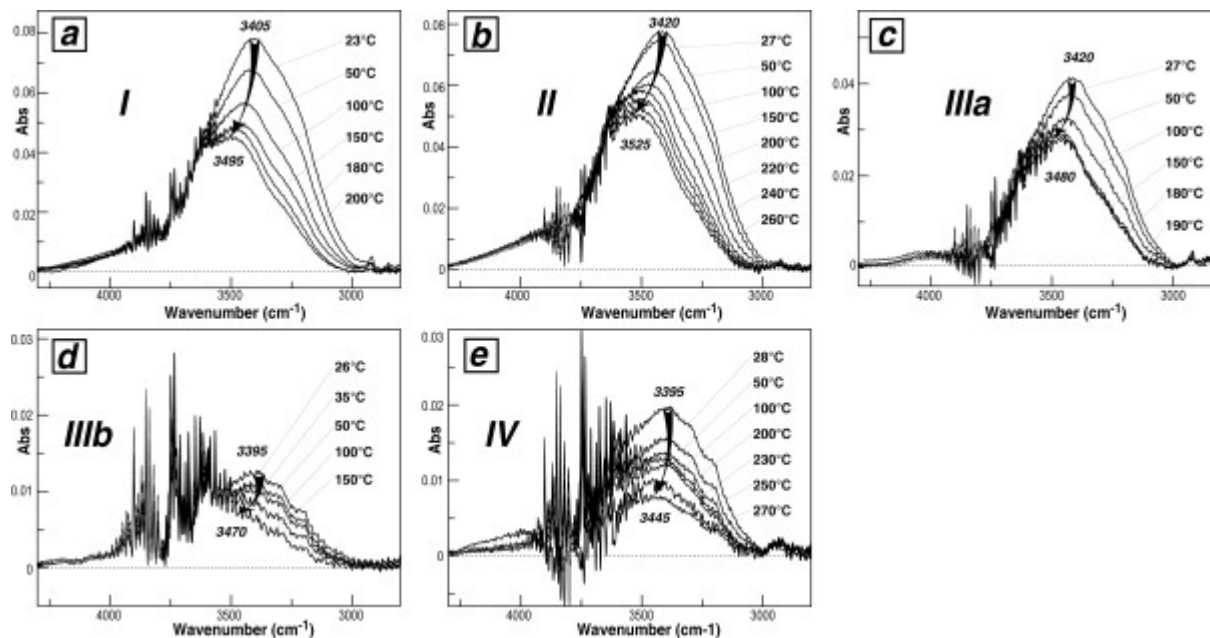 a
I
Abs
0.08
0.06
0.04
0.02
0
3405
3495
23°C
50°C
100°C
150°C
180°C
200°C
4000
3500
3000
Wavenumber (cm-1)
b
II
Abs
0.08
0.06
0.04
0.02
0
3420
3525
27°C
50°C
100°C
150°C
200°C
220°C
240°C
260°C
4000
3500
3000
Wavenumber (cm-1)
c
IIIa
Abs
0.04
0.02
0
3420
3480
27°C
50°C
100°C
150°C
180°C
190°C
4000
3500
3000
Wavenumber (cm-1)
d
IIIb
Abs
0.03
0.02
0.01
0
3395
3470
26°C
35°C
50°C
100°C
150°C
4000
3500
3000
Wavenumber (cm-1)
e
IV
Abs
0.03
0.02
0.01
0
3395
3445
28°C
50°C
100°C
200°C
230°C
250°C
270°C
4000
3500
3000
Wavenumber (cm-1)